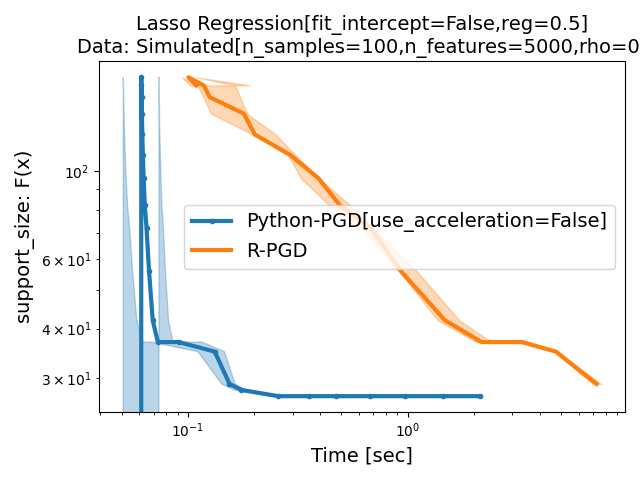 Lasso Regression[fit_intercept=False,reg=0.5]
Data: Simulated[n_samples=100,n_features=5000,rho=0
support_size: F(x)
10²
6 × 10¹
4 × 10¹
3 × 10¹
Python-PGD[use_acceleration=False]
R-PGD
10⁻¹
10⁰
Time [sec]